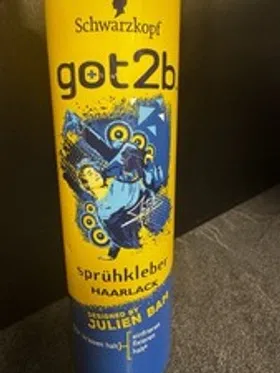 Schwarzkopf
got2b
sprühkleber
HAARLACK
DESIGNED BY
JULIEN BAM